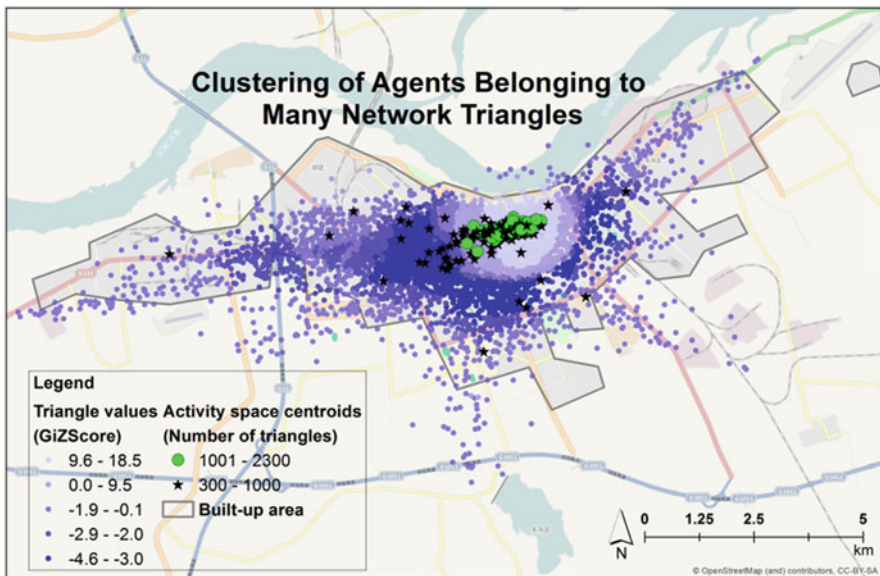 Clustering of Agents Belonging to
Many Network Triangles
Legend
Triangle values
(GiZScore)
9.6 - 18.5
0.0 - 9.5
-1.9 - -0.1
-2.9 - -2.0
-4.6 - -3.0
Activity space centroids
(Number of triangles)
1001 - 2300
300 - 1000
Built-up area
N
0 1.25 2.5 5
km
© OpenStreetMap (and) contributors, CC-BY-SA